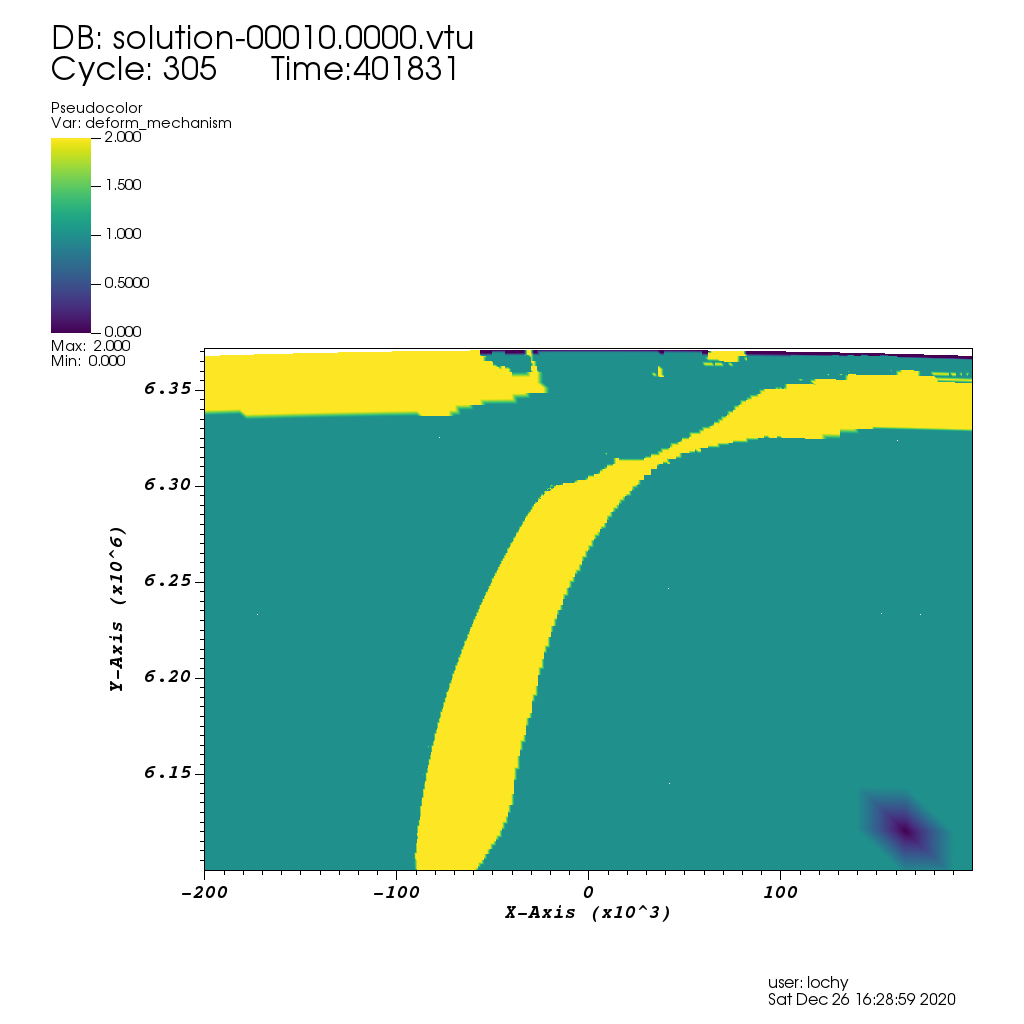 DB: solution-00010.0000.vtu
Cycle: 305 Time:401831
Pseudocolor
Var: deform_mechanism
2.000
1.500
1.000
0.5000
0.000
Max: 2.000
Min: 0.000
6.35
6.30
6.25
6.20
6.15
Y-Axis (x10^6)
-200
-100
0
100
X-Axis (x10^3)
user: lochy
Sat Dec 26 16:28:59 2020